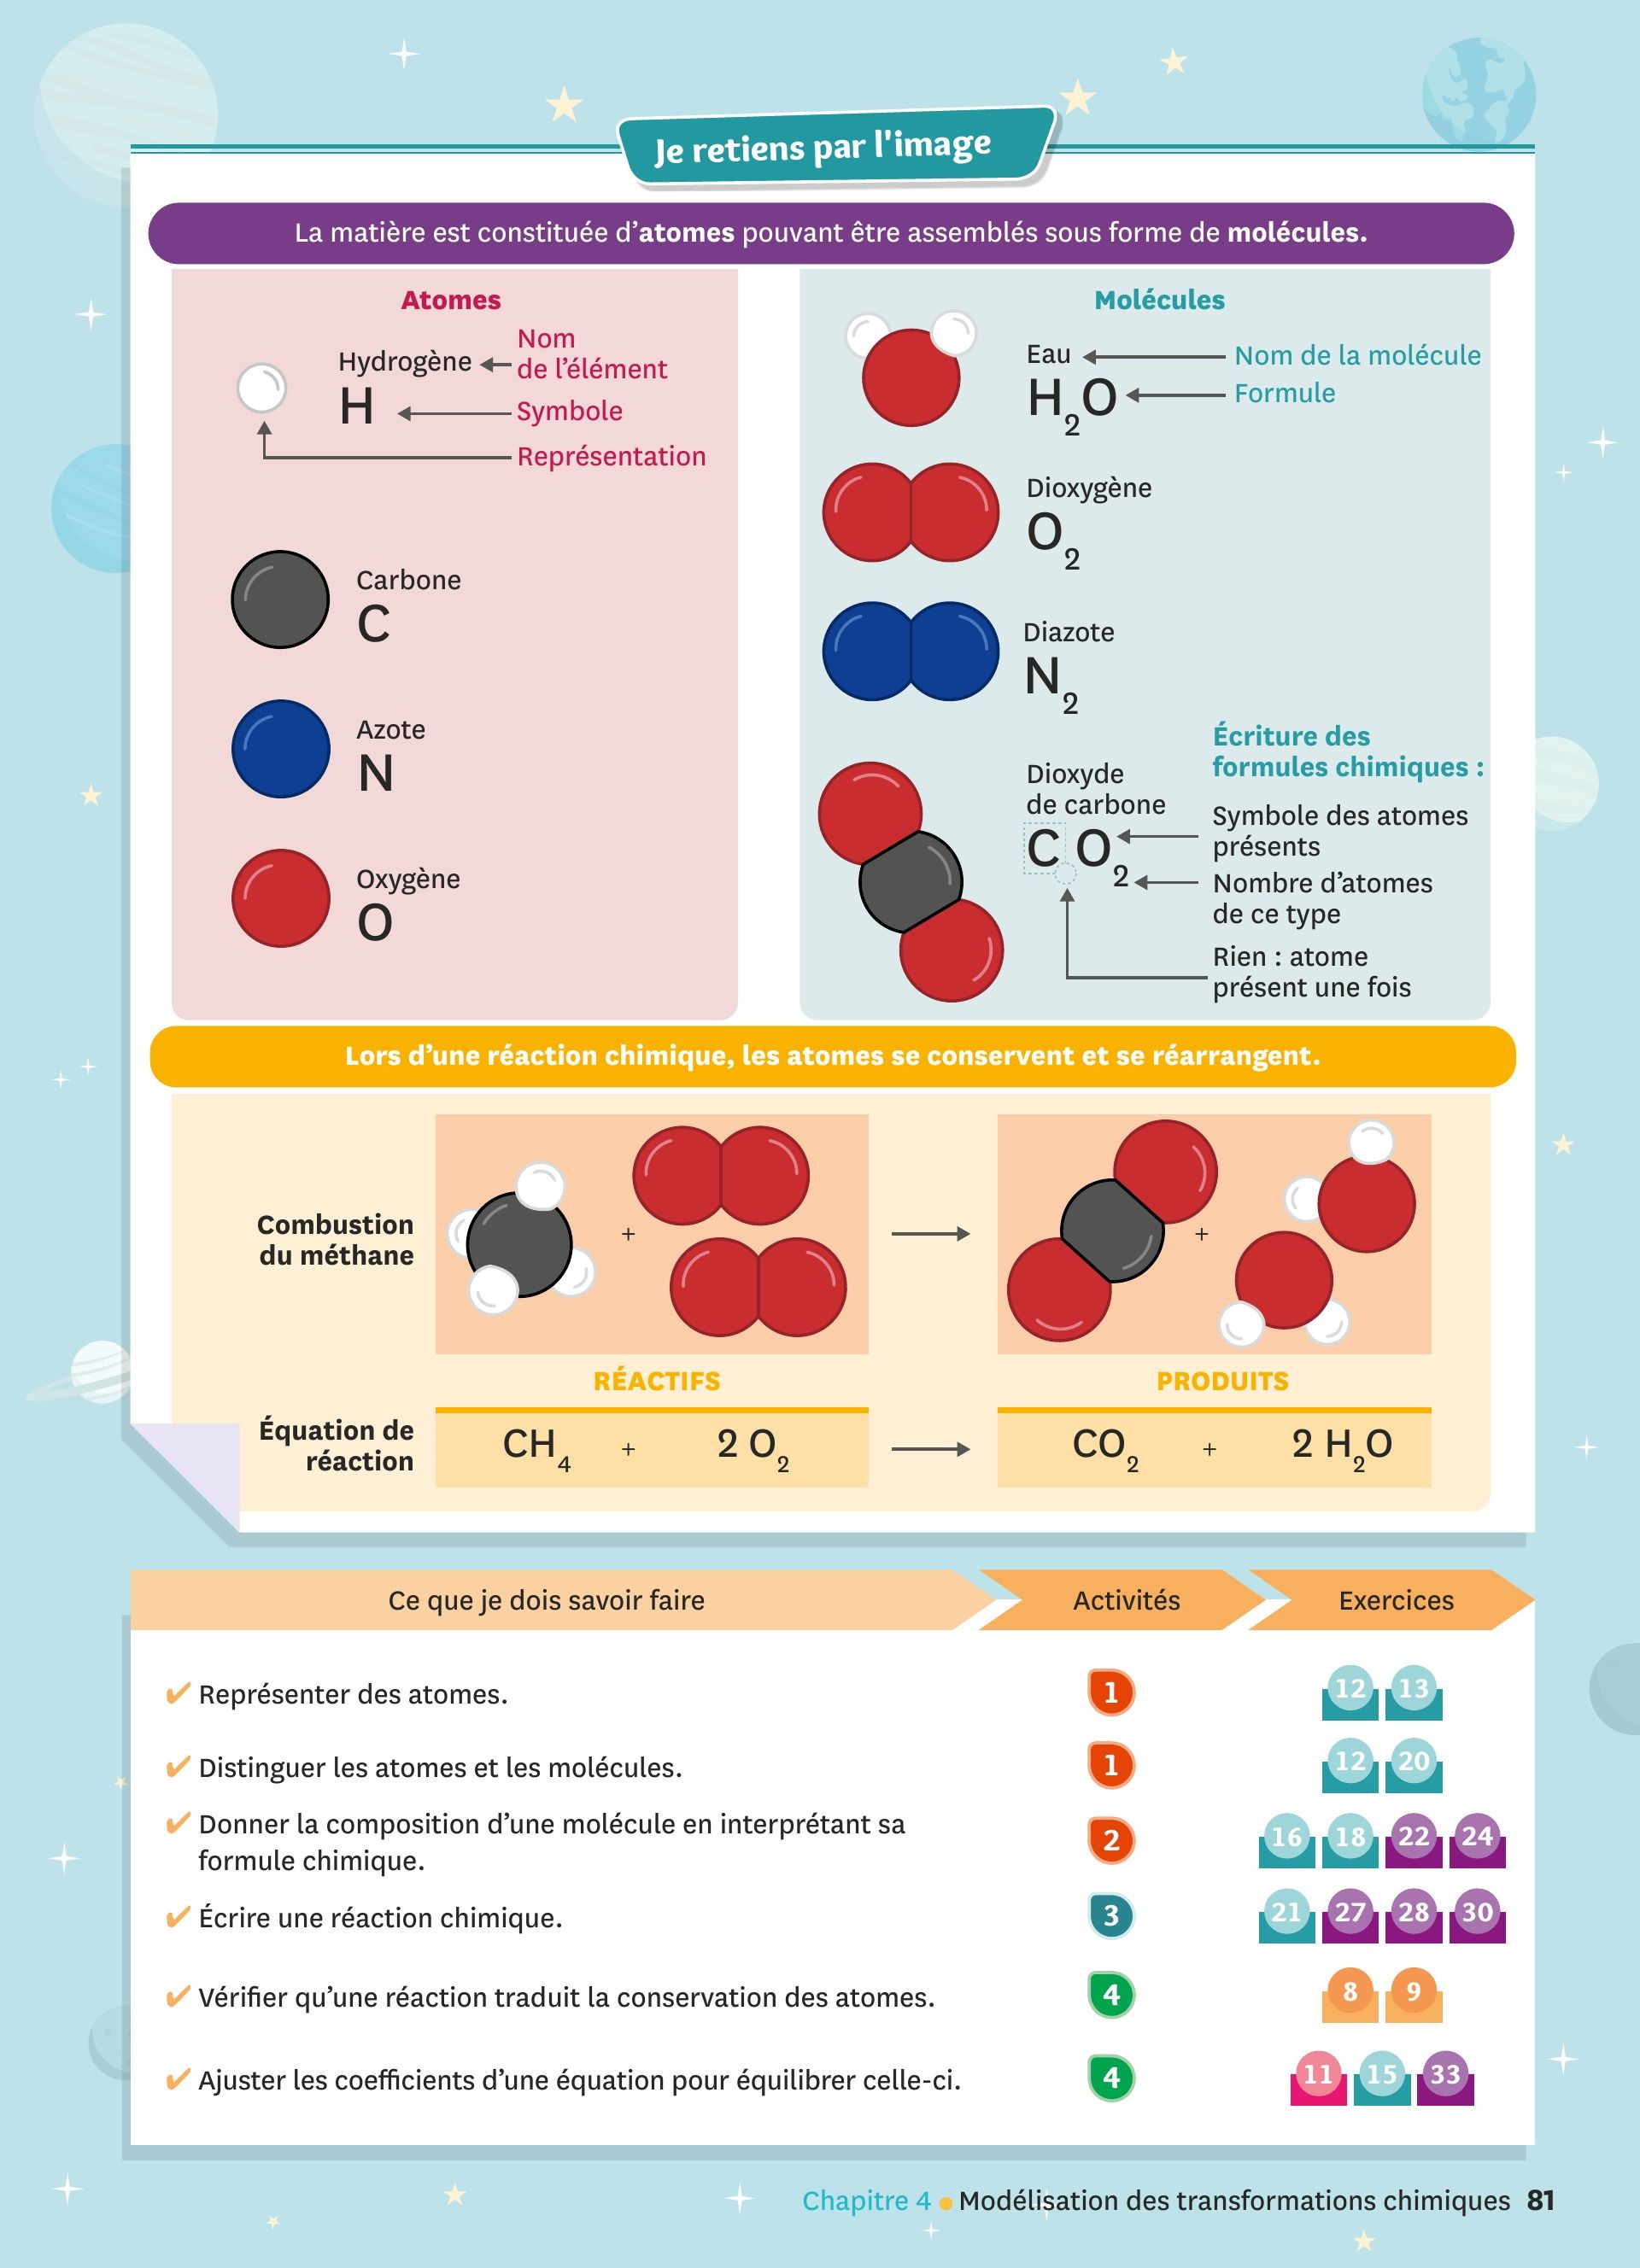 Je retiens par l'image
La matière est constituée d'atomes pouvant être assemblés sous forme de molécules.
Atomes
Nom
de l'élément
Hydrogène
H
Symbole
Représentation
Carbone
C
Azote
N
Oxygène
O
Molécules
Eau
Nom de la molécule
H2O
Formule
Dioxygène
O2
Diazote
N2
Écriture des
formules chimiques :
Dioxyde
de carbone
CO2
Symbole des atomes
présents
Nombre d'atomes
de ce type
Rien : atome
présent une fois
Lors d'une réaction chimique, les atomes se conservent et se réarrangent.
Combustion
du méthane
+
+
RÉACTIFS
PRODUITS
Équation de
réaction
CH4 + 2 O2
CO2 + 2 H2O
Ce que je dois savoir faire
Activités
Exercices
✔ Représenter des atomes.
1
12 13
✔ Distinguer les atomes et les molécules.
1
12 20
✔ Donner la composition d'une molécule en interprétant sa
formule chimique.
2
16 18 22 24
✔ Écrire une réaction chimique.
3
21 27 28 30
✔ Vérifier qu'une réaction traduit la conservation des atomes.
4
8 9
✔ Ajuster les coefficients d'une équation pour équilibrer celle-ci.
4
11 15 33
Chapitre 4 • Modélisation des transformations chimiques 81